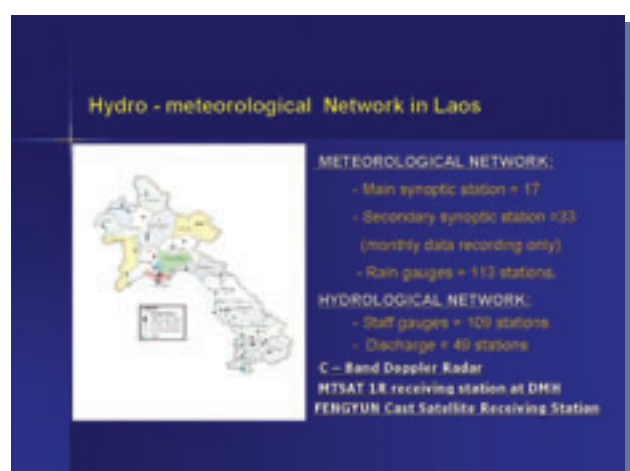 Hydro - meteorological Network in Laos
METEOROLOGICAL NETWORK:
- Main synoptic station = 17
- Secondary synoptic station =33
(monthly data recording only)
- Rain gauges = 113 stations.
HYDROLOGICAL NETWORK:
- Staff gauges = 109 stations
- Discharge = 49 stations
C – Band Doppler Radar
MTSAT 1R receiving station at DMH
FENGYUN Cast Satellite Receiving Station